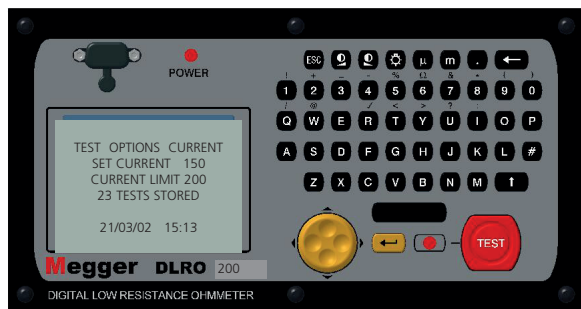 POWER
TEST OPTIONS CURRENT
SET CURRENT 150
CURRENT LIMIT 200
23 TESTS STORED
21/03/02 15:13
Megger DLRO 200
DIGITAL LOW RESISTANCE OHMMETER
ESC µ m .
! + _ - % Ω & * ( )
1 2 3 4 5 6 7 8 9 0
/ @ √ < > ? :
Q W E R T Y U I O P
A S D F G H J K L #
Z X C V B N M
TEST